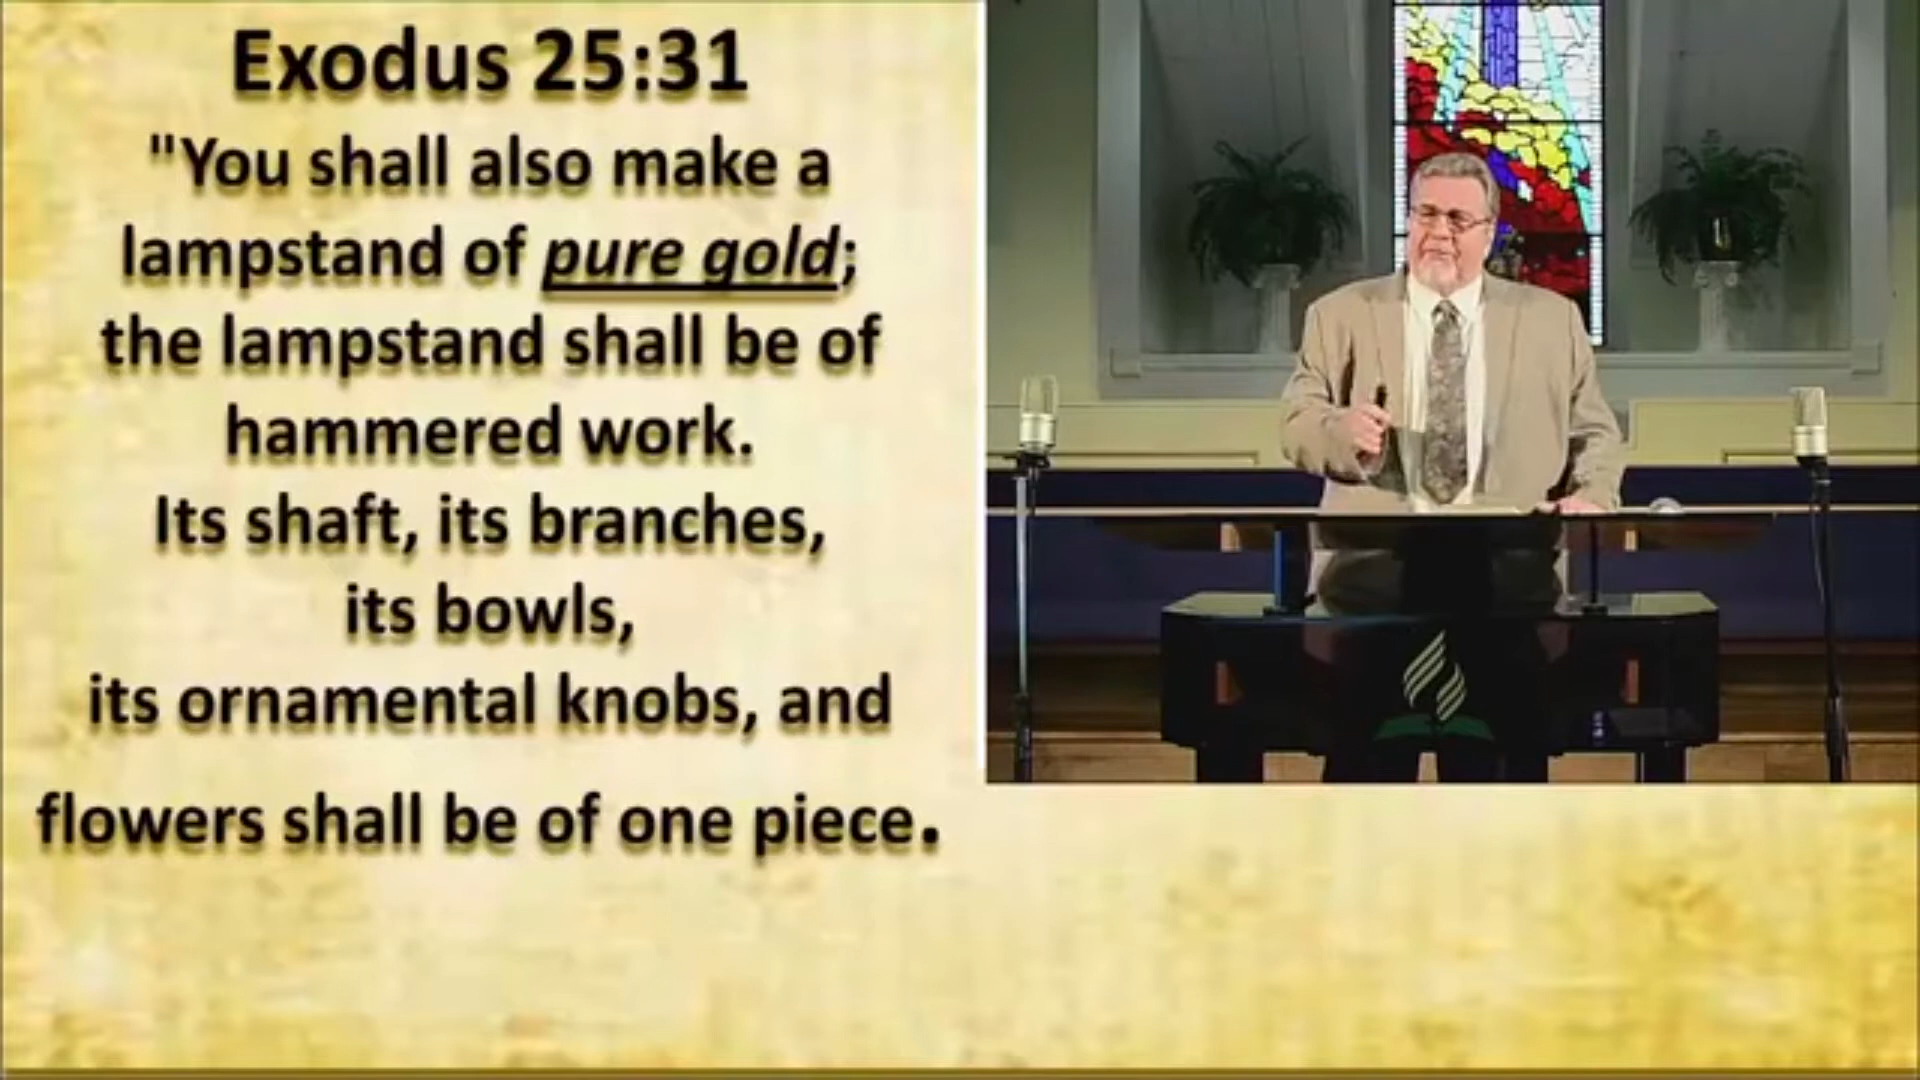 Exodus 25:31
"You shall also make a
lampstand of pure gold;
the lampstand shall be of
hammered work.
Its shaft, its branches,
its bowls,
its ornamental knobs, and
flowers shall be of one piece.